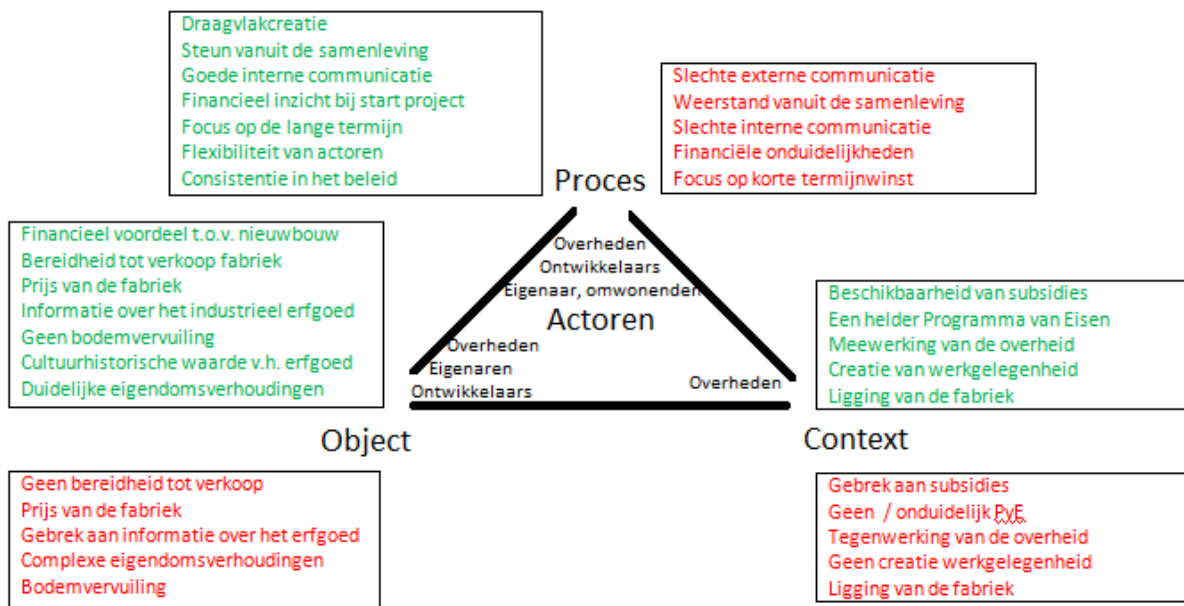 Draagvlakcreatie
Steun vanuit de samenleving
Goede interne communicatie
Financieel inzicht bij start project
Focus op de lange termijn
Flexibiliteit van actoren
Consistentie in het beleid
Slechte externe communicatie
Weerstand vanuit de samenleving
Slechte interne communicatie
Financiële onduidelijkheden
Focus op korte termijnwinst
Proces
Financieel voordeel t.o.v. nieuwbouw
Bereidheid tot verkoop fabriek
Prijs van de fabriek
Informatie over het industrieel erfgoed
Geen bodemvervuiling
Cultuurhistorische waarde v.h. erfgoed
Duidelijke eigendomsverhoudingen
Overheden
Ontwikkelaars
Eigenaar, omwonenden
Actoren
Overheden
Eigenaren
Ontwikkelaars
Overheden
Beschikbaarheid van subsidies
Een helder Programma van Eisen
Meewerking van de overheid
Creatie van werkgelegenheid
Ligging van de fabriek
Object
Context
Geen bereidheid tot verkoop
Prijs van de fabriek
Gebrek aan informatie over het erfgoed
Complexe eigendomsverhoudingen
Bodemvervuiling
Gebrek aan subsidies
Geen / onduidelijk PvE
Tegenwerking van de overheid
Geen creatie werkgelegenheid
Ligging van de fabriek